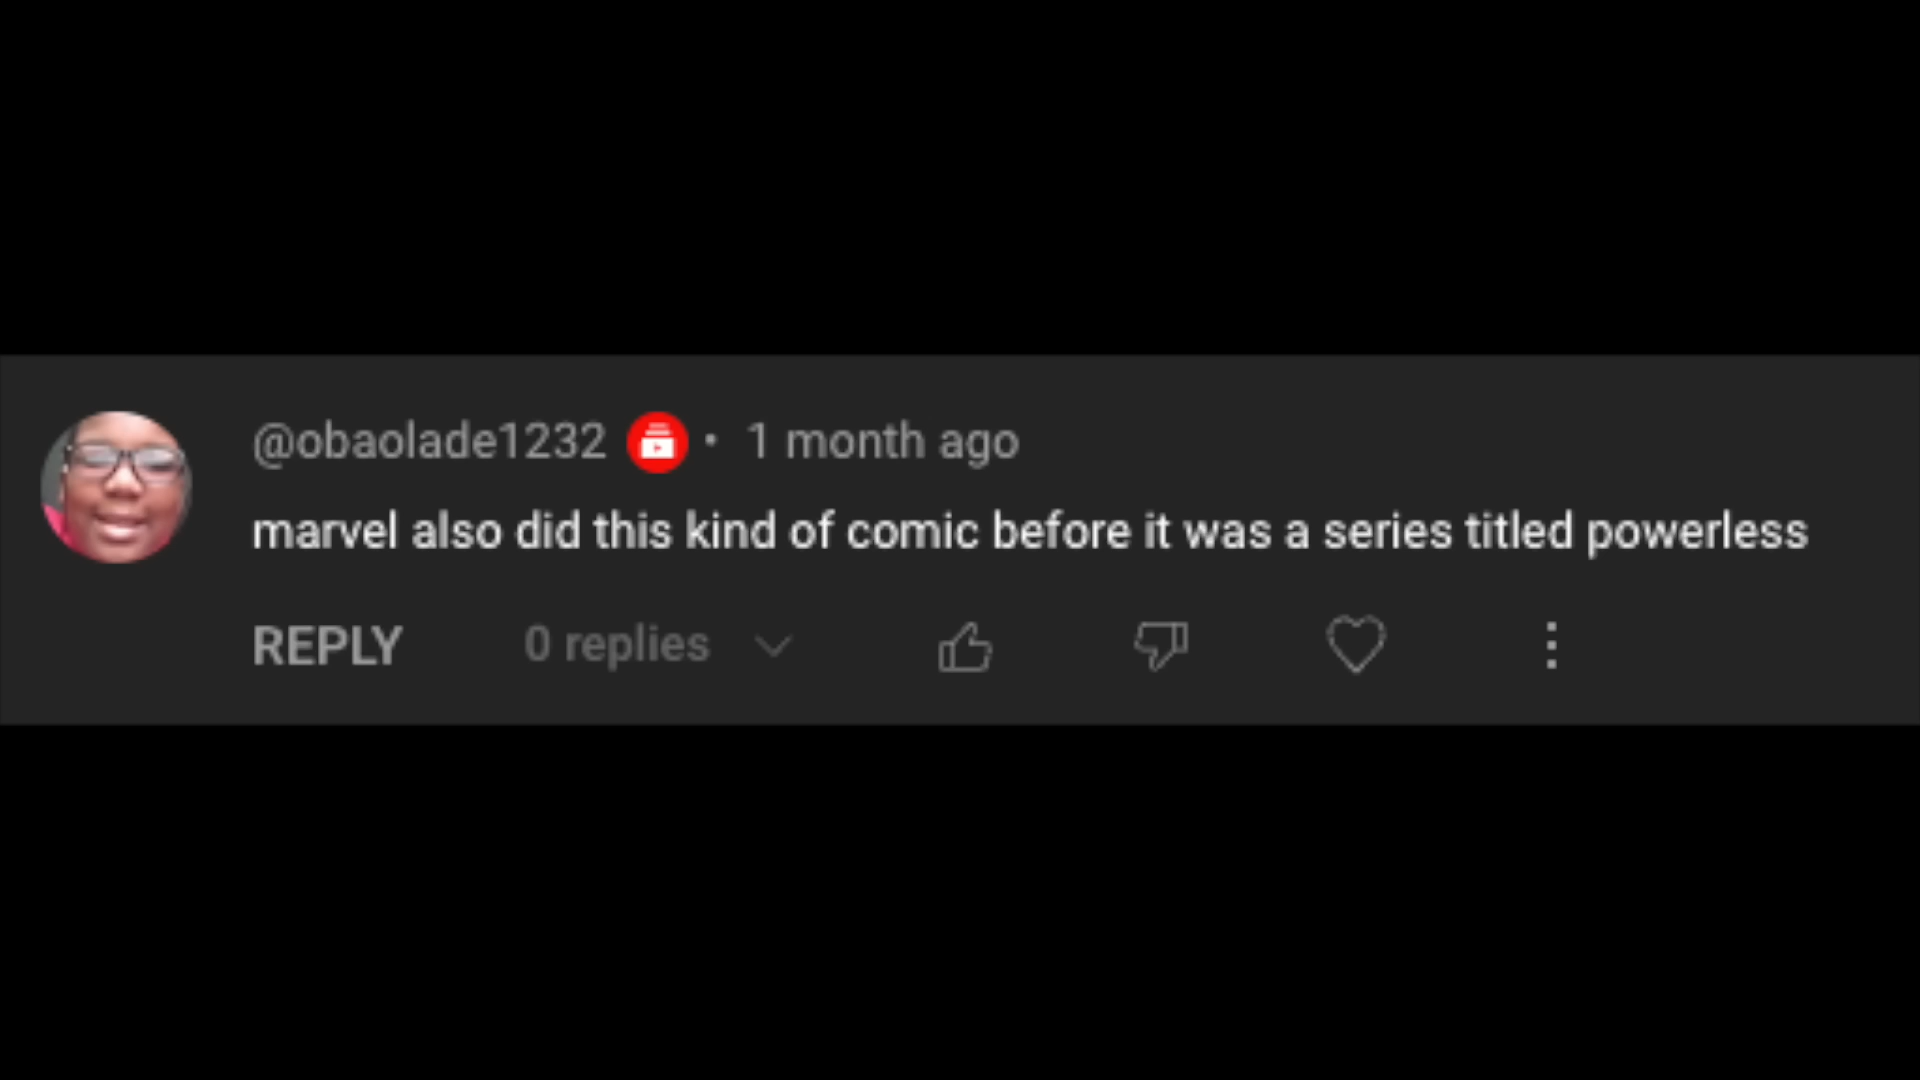 @obaolade1232 • 1 month ago
marvel also did this kind of comic before it was a series titled powerless
REPLY 0 replies